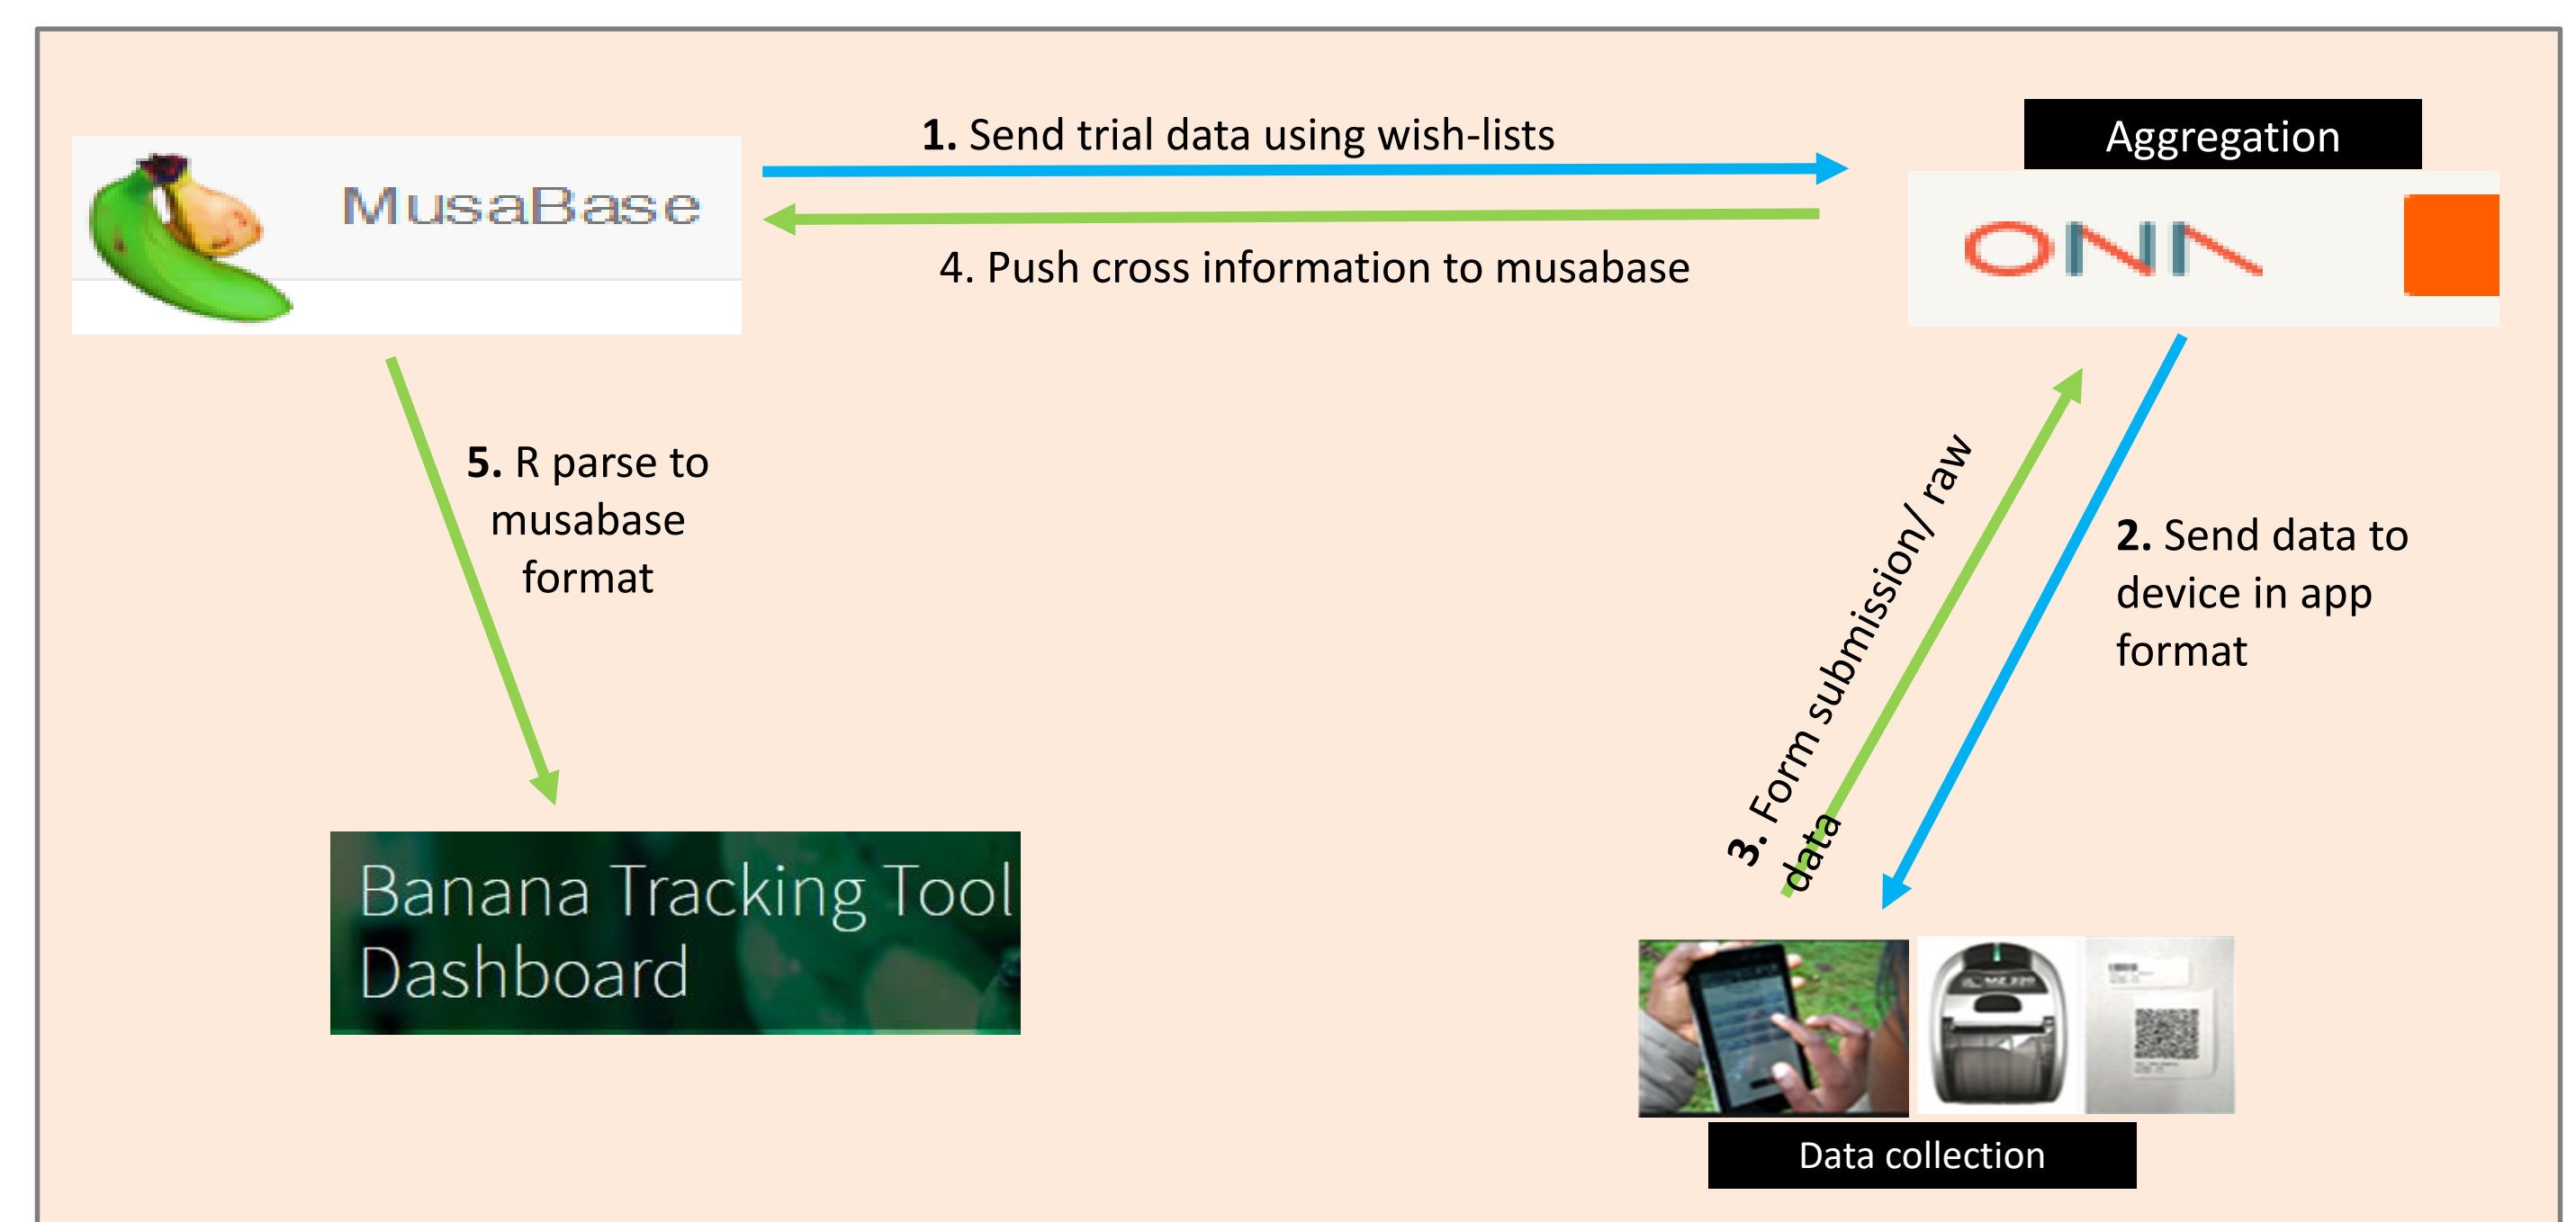 1. Send trial data using wish-lists
Aggregation
MusaBase
ONA
4. Push cross information to musabase
5. R parse to
musabase
format
3. Form submission/ raw
data
2. Send data to
device in app
format
Banana Tracking Tool
Dashboard
MZ 220
Data collection